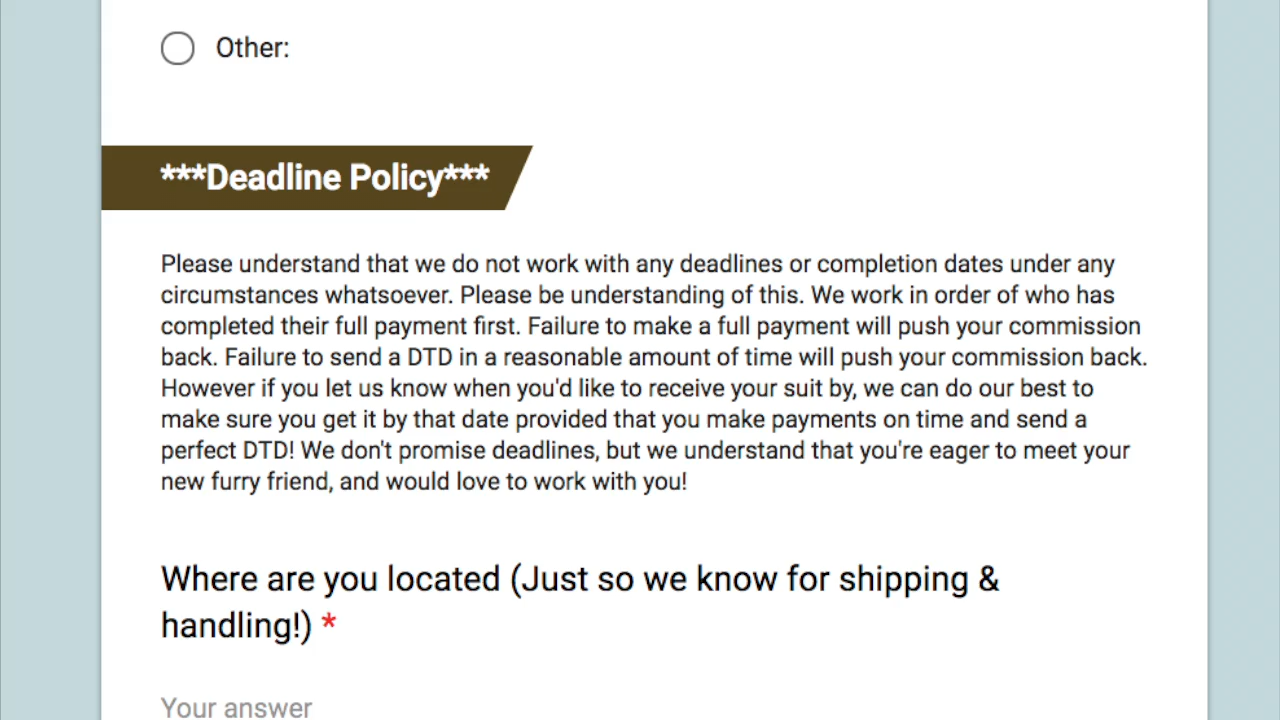 Other:
***Deadline Policy***
Please understand that we do not work with any deadlines or completion dates under any
circumstances whatsoever. Please be understanding of this. We work in order of who has
completed their full payment first. Failure to make a full payment will push your commission
back. Failure to send a DTD in a reasonable amount of time will push your commission back.
However if you let us know when you'd like to receive your suit by, we can do our best to
make sure you get it by that date provided that you make payments on time and send a
perfect DTD! We don't promise deadlines, but we understand that you're eager to meet your
new furry friend, and would love to work with you!
Where are you located (Just so we know for shipping &
handling!) *
Your answer